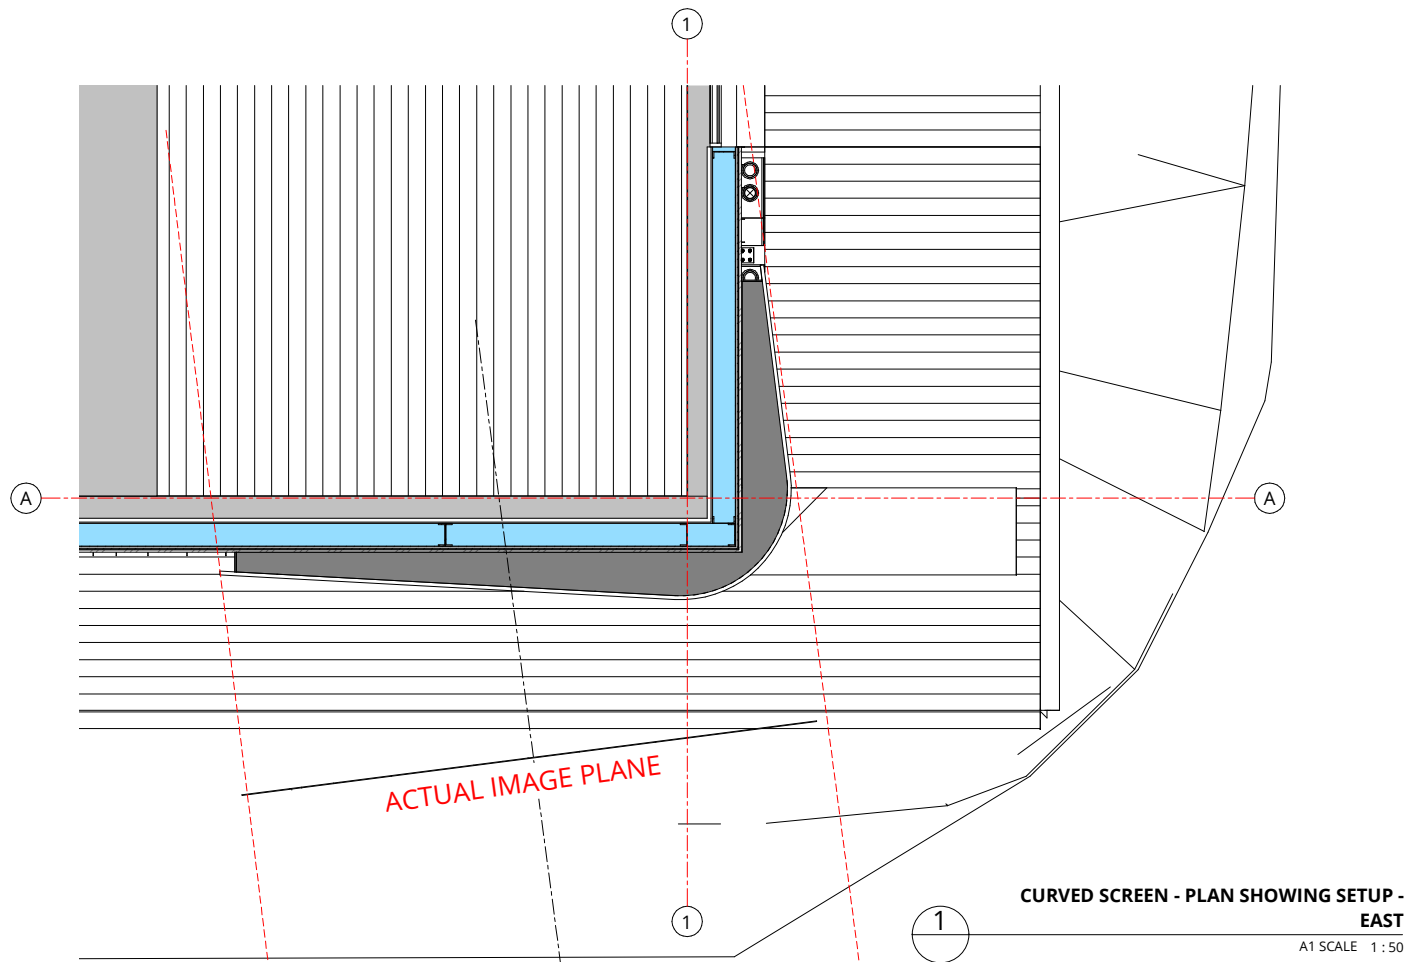 1
A
A
ACTUAL IMAGE PLANE
1
1
CURVED SCREEN - PLAN SHOWING SETUP -
EAST
A1 SCALE 1 : 50